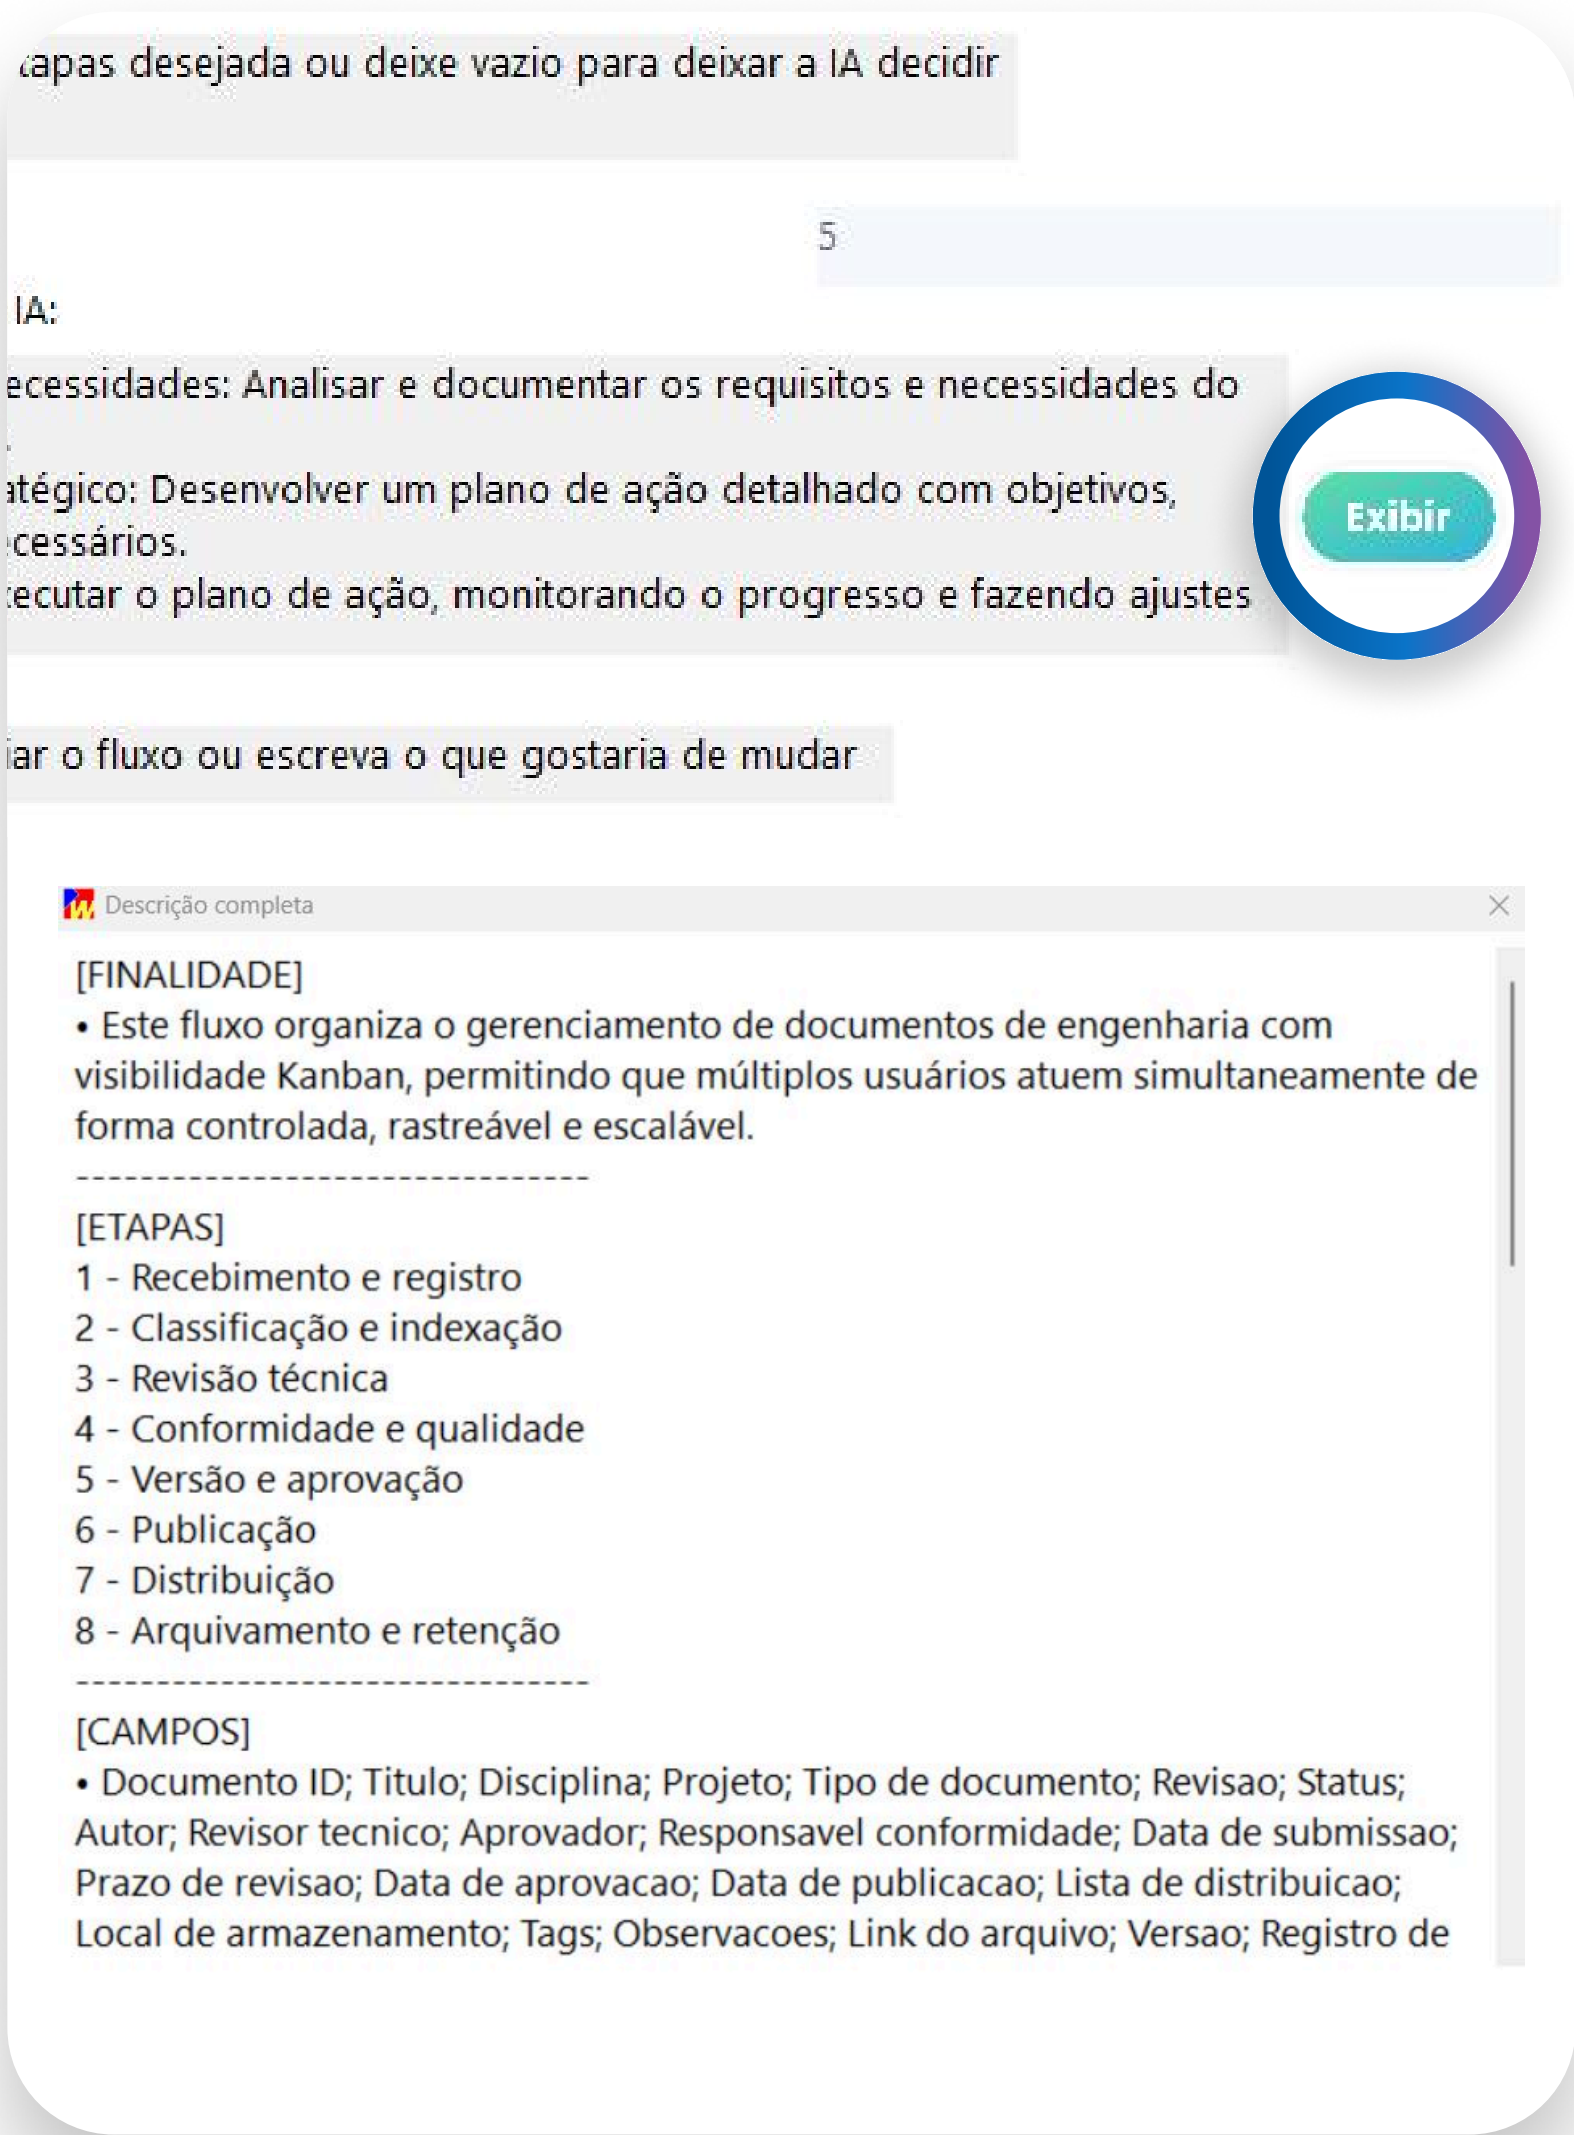 desejada ou deixe vazio para deixar a IA decidir
5
IA:
ecessidades: Analisar e documentar os requisitos e necessidades do
atégico: Desenvolver um plano de ação detalhado com objetivos,
cessários.
ecutar o plano de ação, monitorando o progresso e fazendo ajustes
Exibir
iar o fluxo ou escreva o que gostaria de mudar
Descrição completa
[FINALIDADE]
• Este fluxo organiza o gerenciamento de documentos de engenharia com
visibilidade Kanban, permitindo que múltiplos usuários atuem simultaneamente de
forma controlada, rastreável e escalável.
--------------------------------
[ETAPAS]
1 - Recebimento e registro
2 - Classificação e indexação
3 - Revisão técnica
4 - Conformidade e qualidade
5 - Versão e aprovação
6 - Publicação
7 - Distribuição
8 - Arquivamento e retenção
--------------------------------
[CAMPOS]
• Documento ID; Titulo; Disciplina; Projeto; Tipo de documento; Revisao; Status;
Autor; Revisor tecnico; Aprovador; Responsavel conformidade; Data de submissao;
Prazo de revisao; Data de aprovacao; Data de publicacao; Lista de distribuicao;
Local de armazenamento; Tags; Observacoes; Link do arquivo; Versao; Registro de